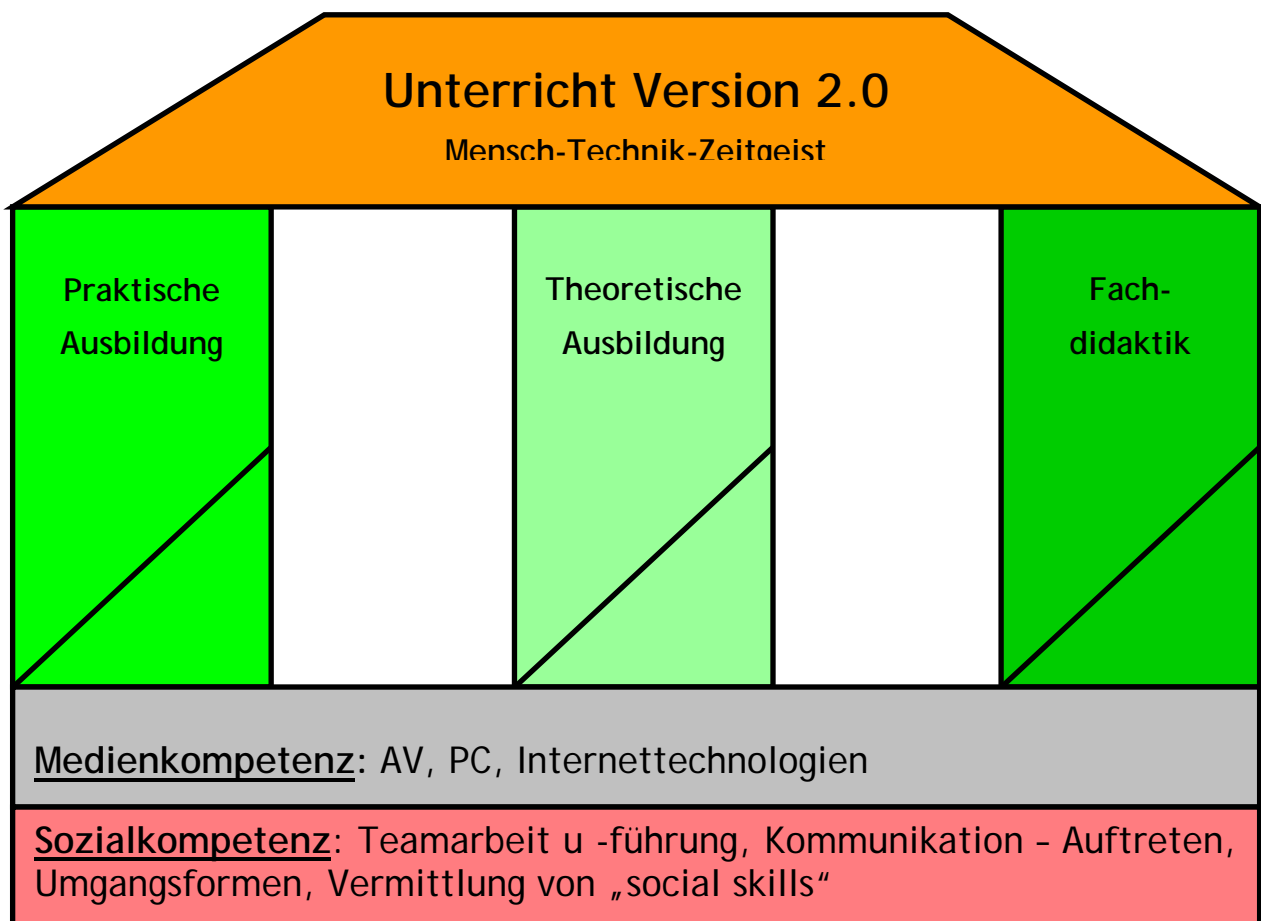 Unterricht Version 2.0
Mensch-Technik-Zeitgeist
Praktische
Ausbildung
Theoretische
Ausbildung
Fach-
didaktik
Medienkompetenz: AV, PC, Internettechnologien
Sozialkompetenz: Teamarbeit u -führung, Kommunikation – Auftreten,
Umgangsformen, Vermittlung von „social skills“